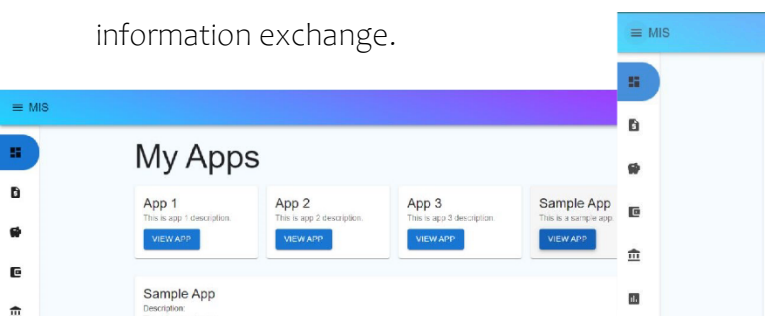 information exchange.
MIS
MIS
My Apps
App 1
This is app 1 description.
VIEW APP
App 2
This is app 2 description.
VIEW APP
App 3
This is app 3 description.
VIEW APP
Sample App
This is a sample app.
VIEW APP
Sample App
Description: